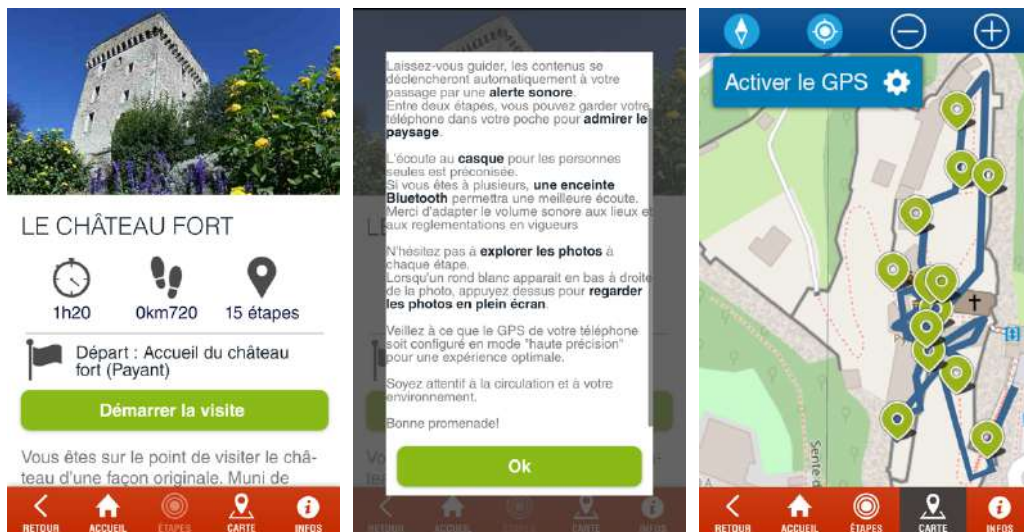 LE CHÂTEAU FORT
1h20
0km720
15 étapes
Départ : Accueil du château
fort (Payant)
Démarrer la visite
Vous êtes sur le point de visiter le châ-
teau d'une façon originale. Muni de
RETOUR
ACCUEIL
ÉTAPES
CARTE
INFOS
Laissez-vous guider, les contenus se
déclencheront automatiquement à votre
passage par une alerte sonore.
Entre deux étapes, vous pouvez garder votre
téléphone dans votre poche pour admirer le
paysage.
L'écoute au casque pour les personnes
seules est préconisée.
Si vous êtes à plusieurs, une enceinte
Bluetooth permettra une meilleure écoute.
Merci d'adapter le volume sonore aux lieux et
aux reglementations en vigueurs
N'hésitez pas à explorer les photos à
chaque étape.
Lorsqu'un rond blanc apparait en bas à droite
de la photo, appuyez dessus pour regarder
les photos en plein écran.
Veillez à ce que le GPS de votre téléphone
soit configuré en mode "haute précision"
pour une expérience optimale.
Soyez attentif à la circulation et à votre
environnement.
Bonne promenade!
Ok
RETOUR
ACCUEIL
ÉTAPES
CARTE
INFOS
Activer le GPS
Sente d
RETOUR
ACCUEIL
ÉTAPES
CARTE
INFOS